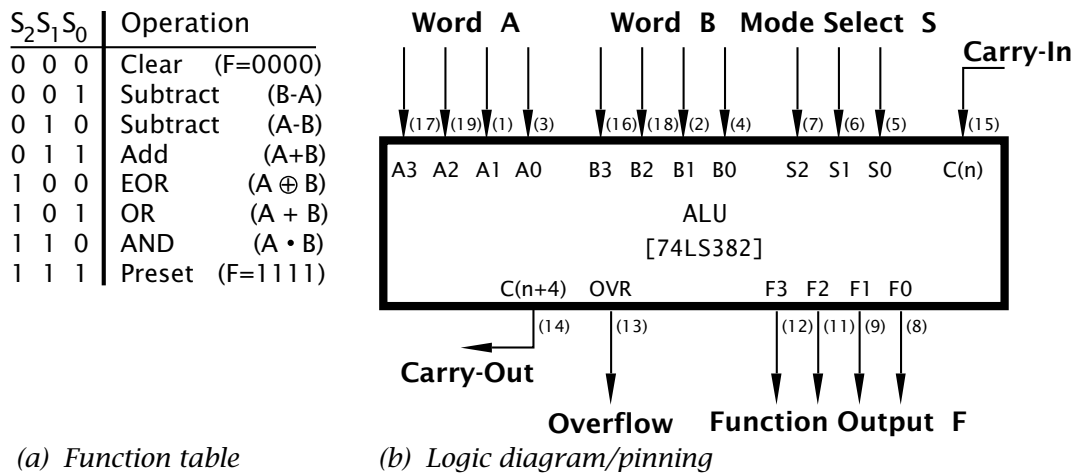 S2S1S0 Operation
0 0 0 Clear (F=0000)
0 0 1 Subtract (B-A)
0 1 0 Subtract (A-B)
0 1 1 Add (A+B)
1 0 0 EOR (A ⊕ B)
1 0 1 OR (A + B)
1 1 0 AND (A • B)
1 1 1 Preset (F=1111)
(a) Function table
Word A Word B Mode Select S
Carry-In
(17) (19) (1) (3) (16) (18) (2) (4) (7) (6) (5) (15)
A3 A2 A1 A0 B3 B2 B1 B0 S2 S1 S0 C(n)
ALU
[74LS382]
C(n+4) OVR F3 F2 F1 F0
(14) (13) (12) (11) (9) (8)
Carry-Out
Overflow Function Output F
(b) Logic diagram/pinning